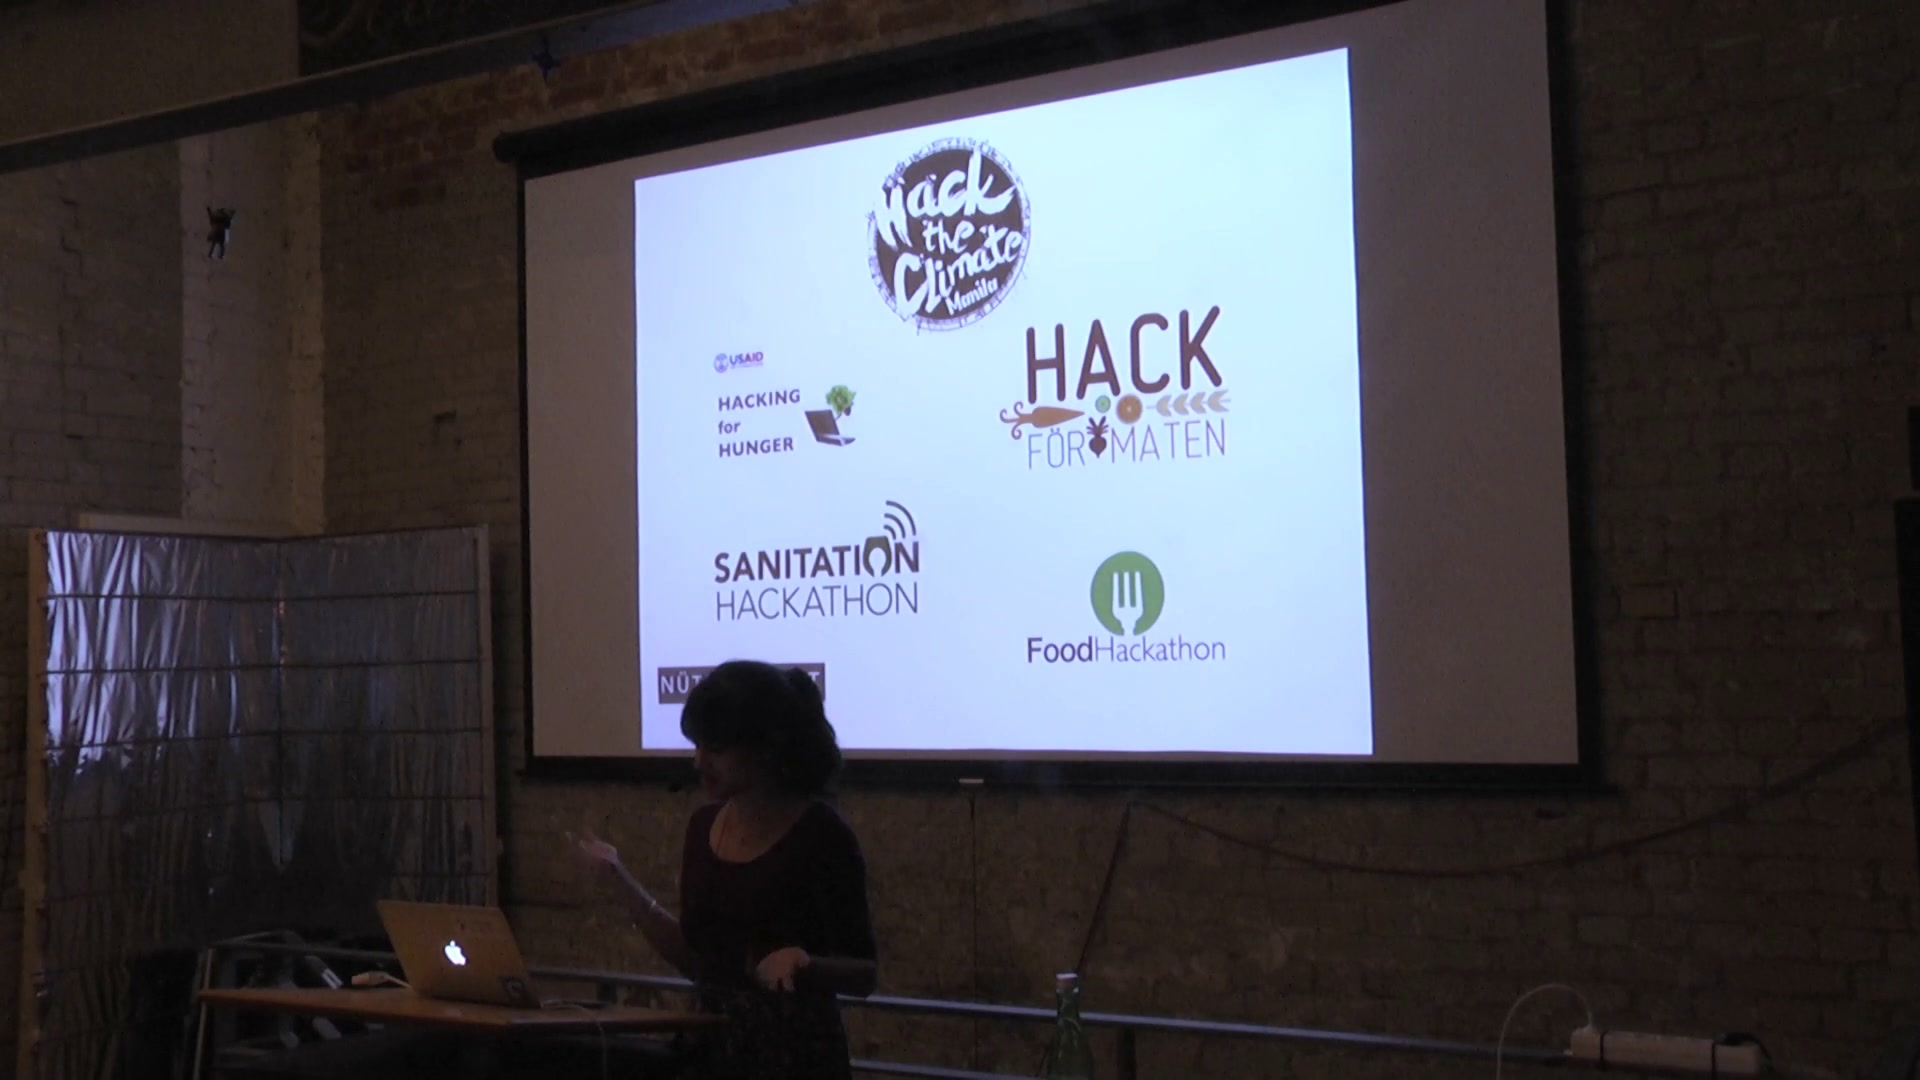 Hack
the
Climate
Manila
USAID
HACKING
for
HUNGER
HACK
FÖR MATEN
SANITATION
HACKATHON
FoodHackathon